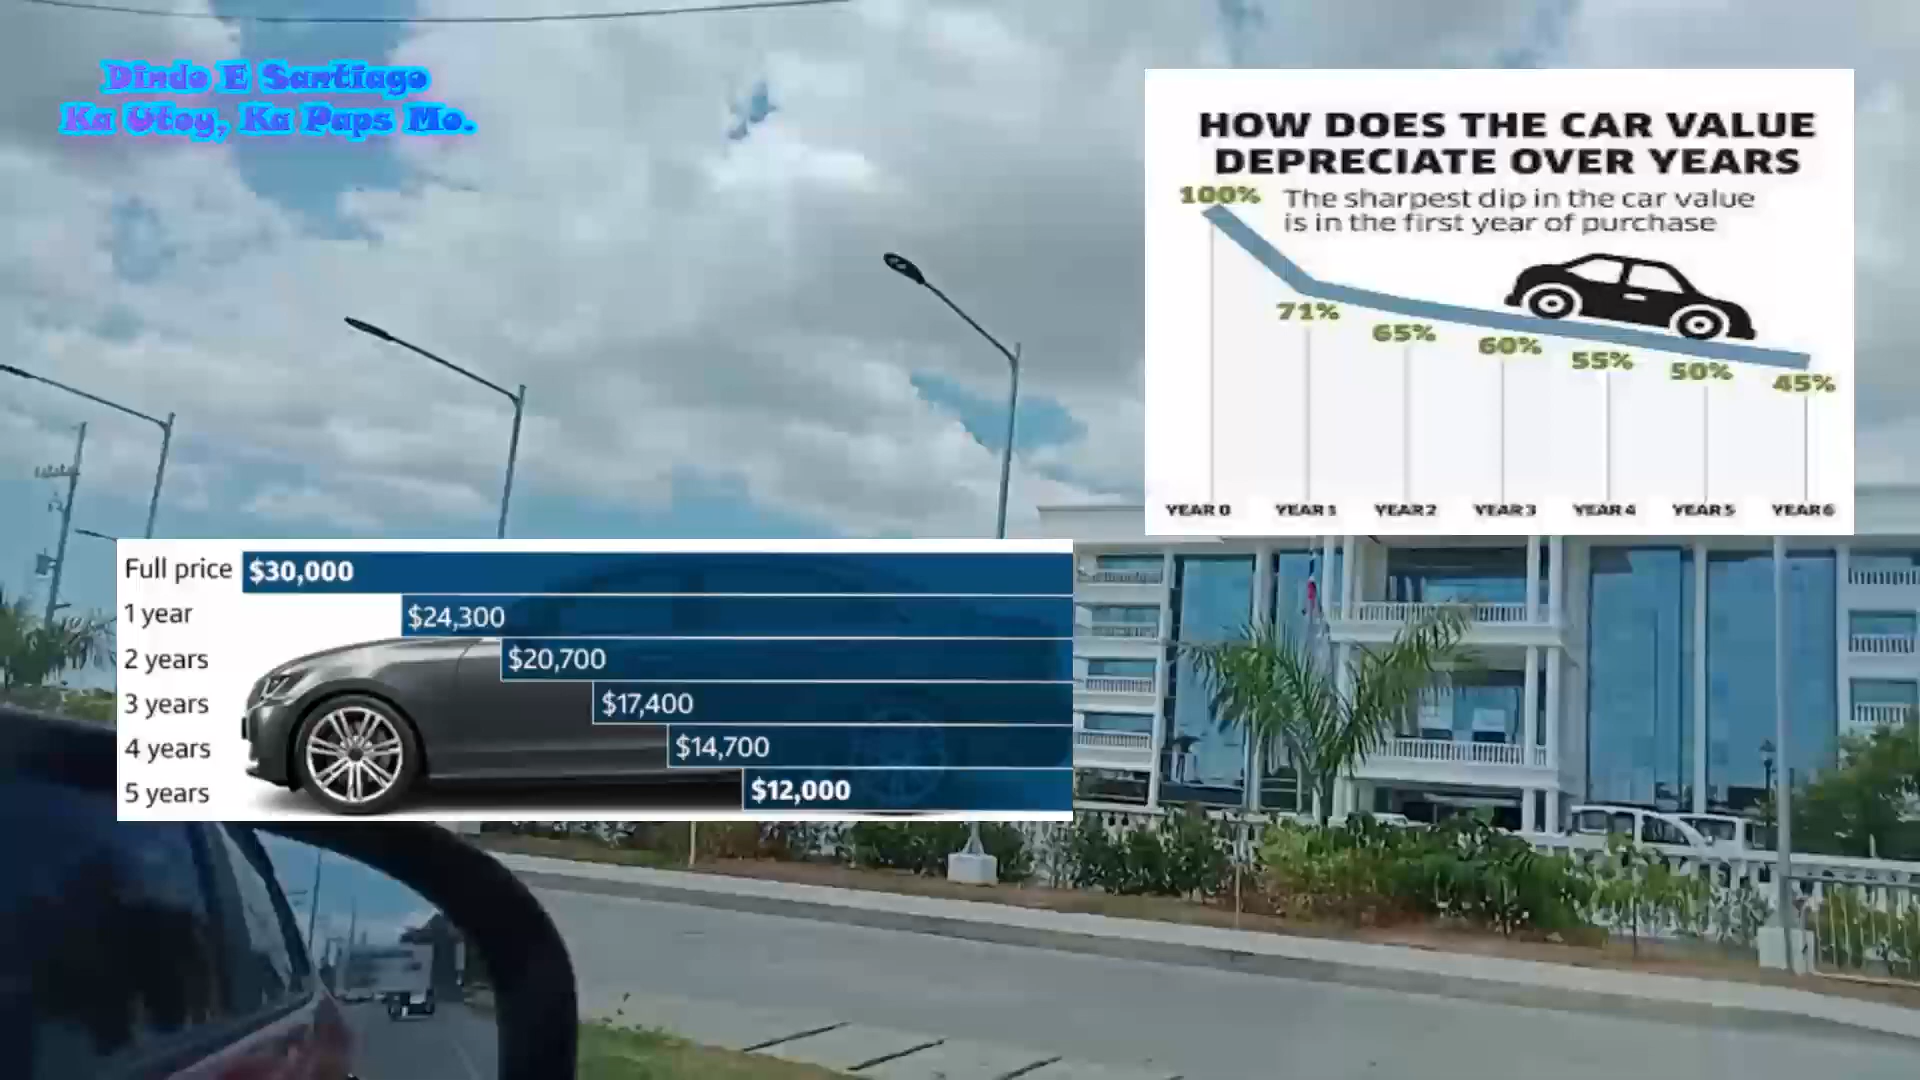 Dindo E Santiago
Ka Utoy, Ka Paps Mo.
HOW DOES THE CAR VALUE
DEPRECIATE OVER YEARS
The sharpest dip in the car value
is in the first year of purchase
100%
71%
65%
60%
55%
50%
45%
YEAR 0
YEAR 1
YEAR 2
YEAR 3
YEAR 4
YEAR 5
YEAR 6
Full price $30,000
1 year $24,300
2 years $20,700
3 years $17,400
4 years $14,700
5 years $12,000